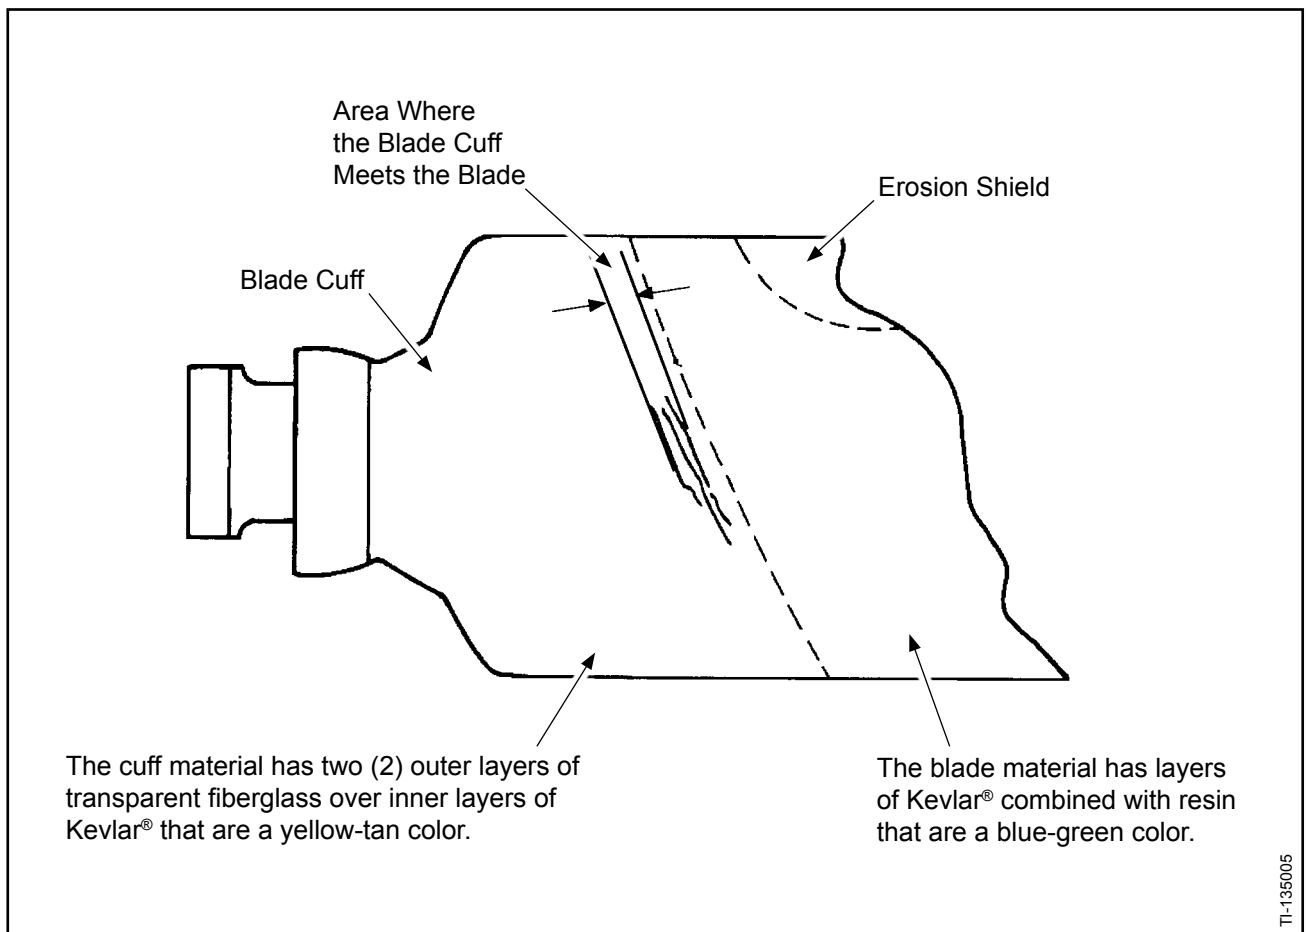 Area Where
the Blade Cuff
Meets the Blade
Erosion Shield
Blade Cuff
The cuff material has two (2) outer layers of
transparent fiberglass over inner layers of
Kevlar® that are a yellow-tan color.
The blade material has layers
of Kevlar® combined with resin
that are a blue-green color.
TI-135005